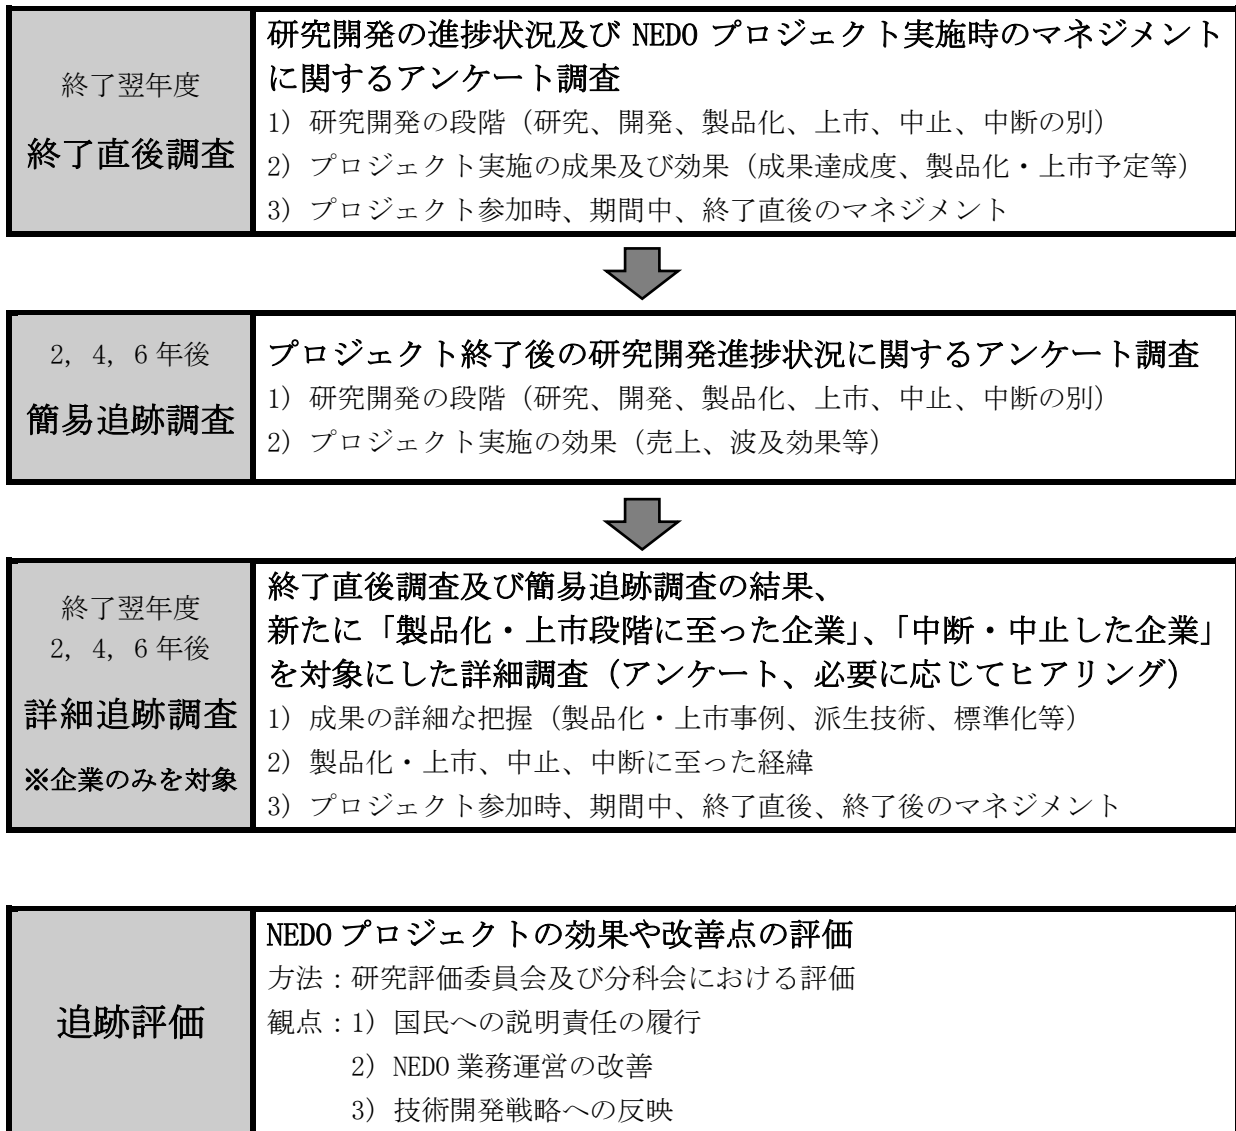 終了翌年度
終了直後調査
研究開発の進捗状況及び NEDO プロジェクト実施時のマネジメント
に関するアンケート調査
1) 研究開発の段階（研究、開発、製品化、上市、中止、中断の別）
2) プロジェクト実施の成果及び効果（成果達成度、製品化・上市予定等）
3) プロジェクト参加時、期間中、終了直後のマネジメント
2, 4, 6 年後
簡易追跡調査
プロジェクト終了後の研究開発進捗状況に関するアンケート調査
1) 研究開発の段階（研究、開発、製品化、上市、中止、中断の別）
2) プロジェクト実施の効果（売上、波及効果等）
終了翌年度
2, 4, 6 年後
詳細追跡調査
※企業のみを対象
終了直後調査及び簡易追跡調査の結果、
新たに「製品化・上市段階に至った企業」、「中断・中止した企業」
を対象にした詳細調査（アンケート、必要に応じてヒアリング）
1) 成果の詳細な把握（製品化・上市事例、派生技術、標準化等）
2) 製品化・上市、中止、中断に至った経緯
3) プロジェクト参加時、期間中、終了直後、終了後のマネジメント
追跡評価
NEDO プロジェクトの効果や改善点の評価
方法：研究評価委員会及び分科会における評価
観点：1) 国民への説明責任の履行
2) NEDO 業務運営の改善
3) 技術開発戦略への反映